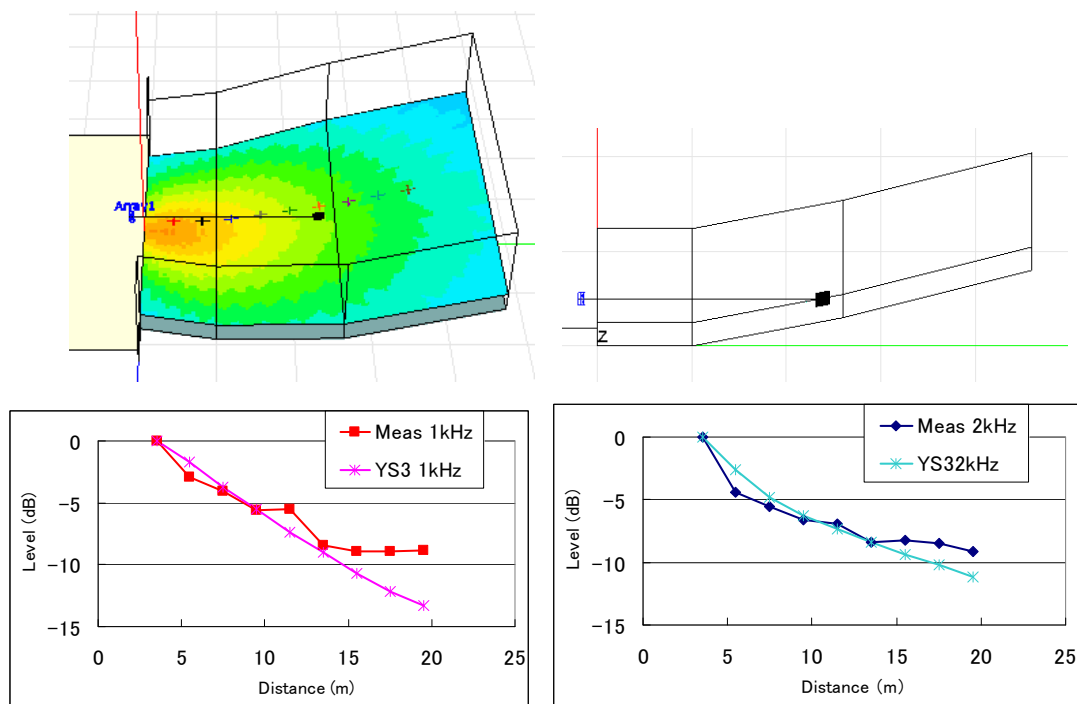 Array1
Z
Meas 1kHz
YS3 1kHz
0
−5
−10
−15
Level (dB)
0
5
10
15
20
25
Distance (m)
Meas 2kHz
YS32kHz
0
−5
−10
−15
Level (dB)
0
5
10
15
20
25
Distance (m)